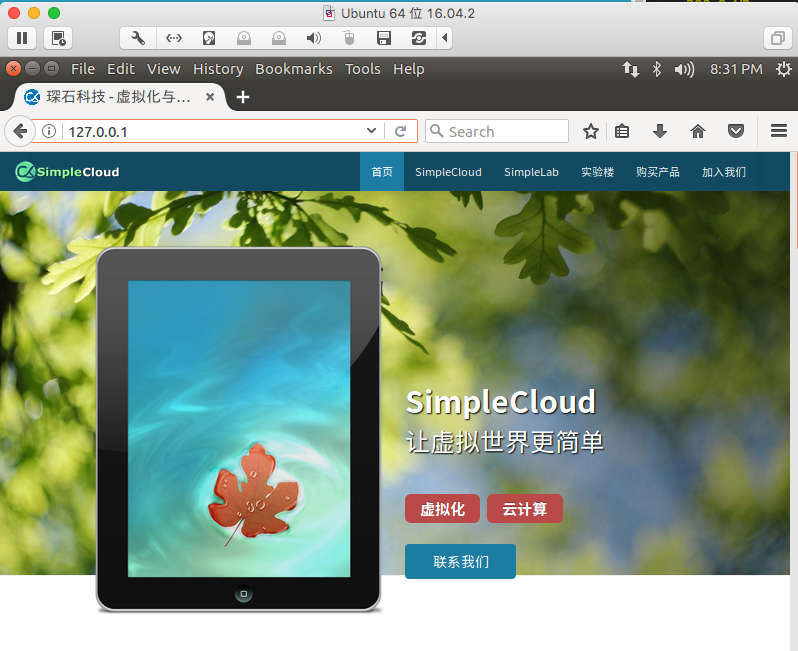 Ubuntu 64 位 16.04.2
File Edit View History Bookmarks Tools Help
8:31 PM
琛石科技 - 虚拟化与...
127.0.0.1
Search
SimpleCloud
首页 SimpleCloud SimpleLab 实验楼 购买产品 加入我们
SimpleCloud
让虚拟世界更简单
虚拟化 云计算
联系我们